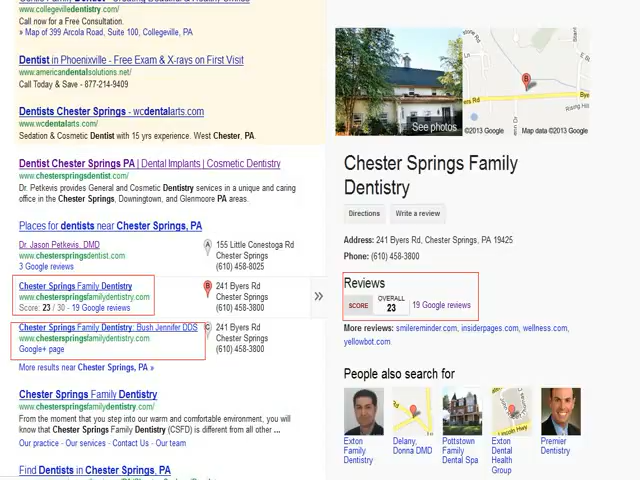 www.collegevilledentistry.com/
Call now for a Free Consultation.
» Map of 399 Arcola Road, Suite 100, Collegeville, PA
Dentist in Phoenixville - Free Exam & X-rays on First Visit
www.americandentalsolutions.net/
Call Today & Save - 877-214-9409
Dentists Chester Springs - wcdentalarts.com
www.wcdentalarts.com/
Sedation & Cosmetic Dentist with 15 yrs experience. West Chester, PA.
Dentist Chester Springs PA | Dental Implants | Cosmetic Dentistry
www.chesterspringsdentist.com/
Dr. Petkevis provides General and Cosmetic Dentistry services in a unique and caring
office in the Chester Springs, Downingtown, and Glenmoore PA areas.
Places for dentists near Chester Springs, PA
Dr. Jason Petkevis, DMD
www.chesterspringsdentist.com/
3 Google reviews
A
155 Little Conestoga Rd
Chester Springs
(610) 458-8025
Chester Springs Family Dentistry
www.chesterspringsfamilydentistry.com
Score: 23 / 30 - 19 Google reviews
B
241 Byers Rd
Chester Springs
(610) 458-3800
Chester Springs Family Dentistry: Bush Jennifer DDS
www.chesterspringsfamilydentistry.com/
Google+ page
C
241 Byers Rd
Chester Springs
(610) 458-3800
More results near Chester Springs, PA »
Chester Springs Family Dentistry
www.chesterspringsfamilydentistry.com/
From the moment that you step into our warm and comfortable environment, you will
know that Chester Springs Family Dentistry (CSFD) is different from all other ...
Our practice - Our services - Contact Us - Our team
Find Dentists in Chester Springs, PA
»
See photos
B
©2013 Google
Map data ©2013 Google
Chester Springs Family
Dentistry
Directions
Write a review
Address: 241 Byers Rd, Chester Springs, PA 19425
Phone: (610) 458-3800
Reviews
SCORE
OVERALL
23
19 Google reviews
More reviews: smilereminder.com, insiderpages.com, wellness.com,
yellowbot.com
People also search for
Exton
Family
Dentistry
Delany,
Donna DMD
Pottstown
Family
Dental Spa
Exton
Dental
Health
Group
Premier
Dentistry